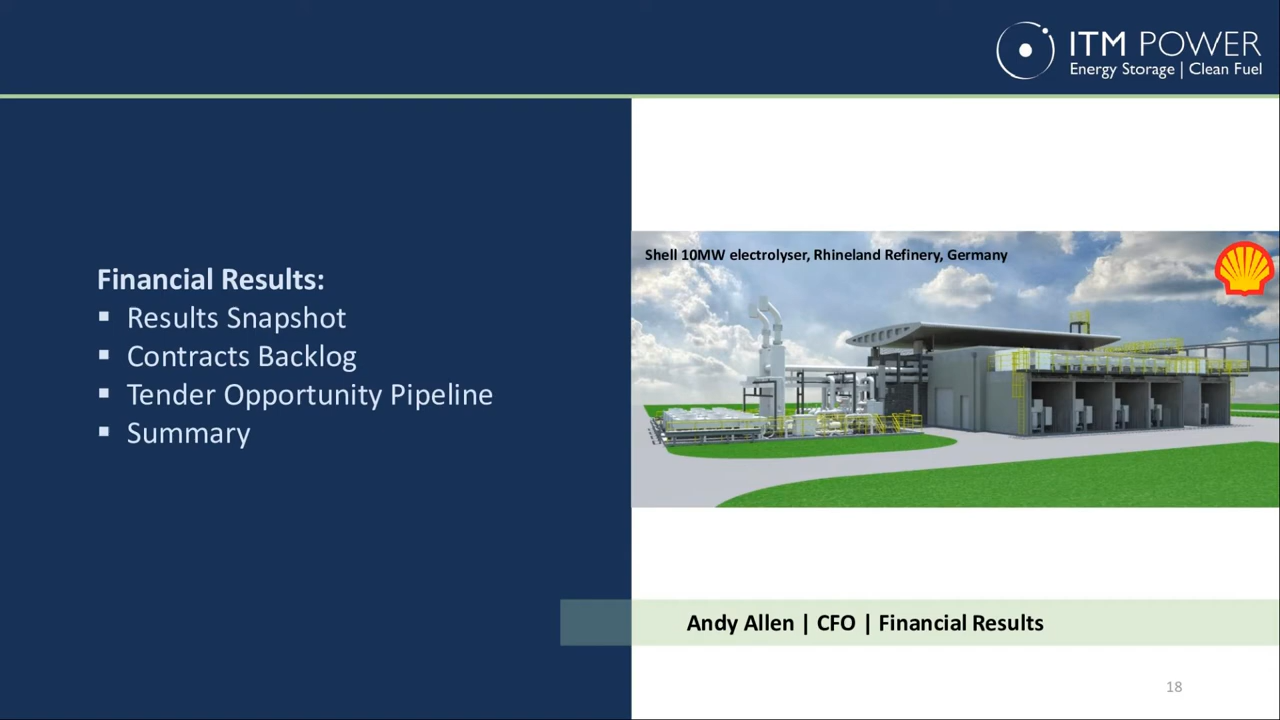 ITM POWER
Energy Storage | Clean Fuel
Financial Results:
▪ Results Snapshot
▪ Contracts Backlog
▪ Tender Opportunity Pipeline
▪ Summary
Shell 10MW electrolyser, Rhineland Refinery, Germany
Andy Allen | CFO | Financial Results
18